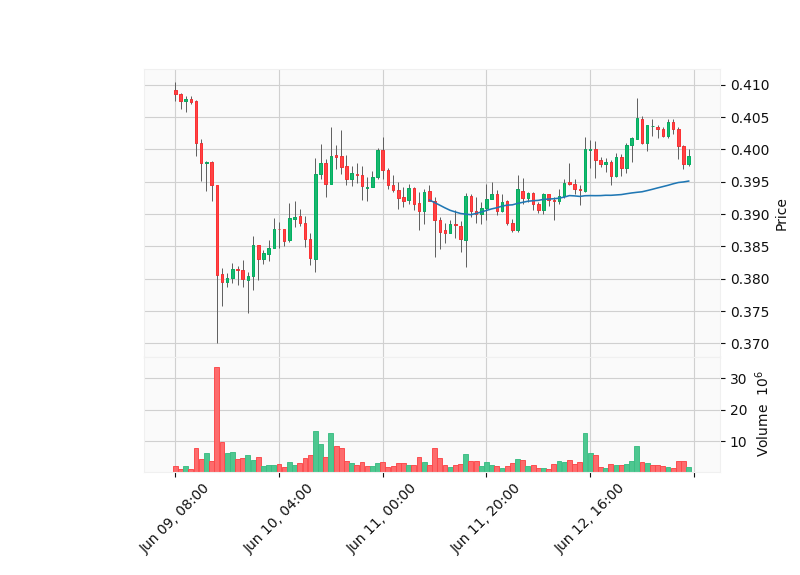 0.410
0.405
0.400
0.395
0.390
0.385
0.380
0.375
0.370
Price
30
20
10
Volume 10⁶
Jun 09, 08:00
Jun 10, 04:00
Jun 11, 00:00
Jun 11, 20:00
Jun 12, 16:00